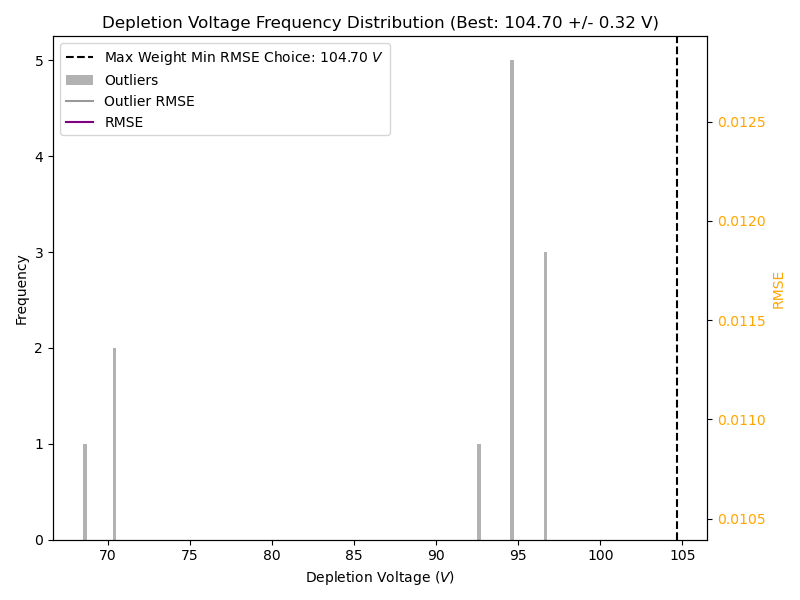 Depletion Voltage Frequency Distribution (Best: 104.70 +/- 0.32 V)
Max Weight Min RMSE Choice: 104.70 V
Outliers
Outlier RMSE
RMSE
5
4
3
2
1
0
Frequency
70
75
80
85
90
95
100
105
Depletion Voltage (V)
0.0125
0.0120
0.0115
0.0110
0.0105
RMSE